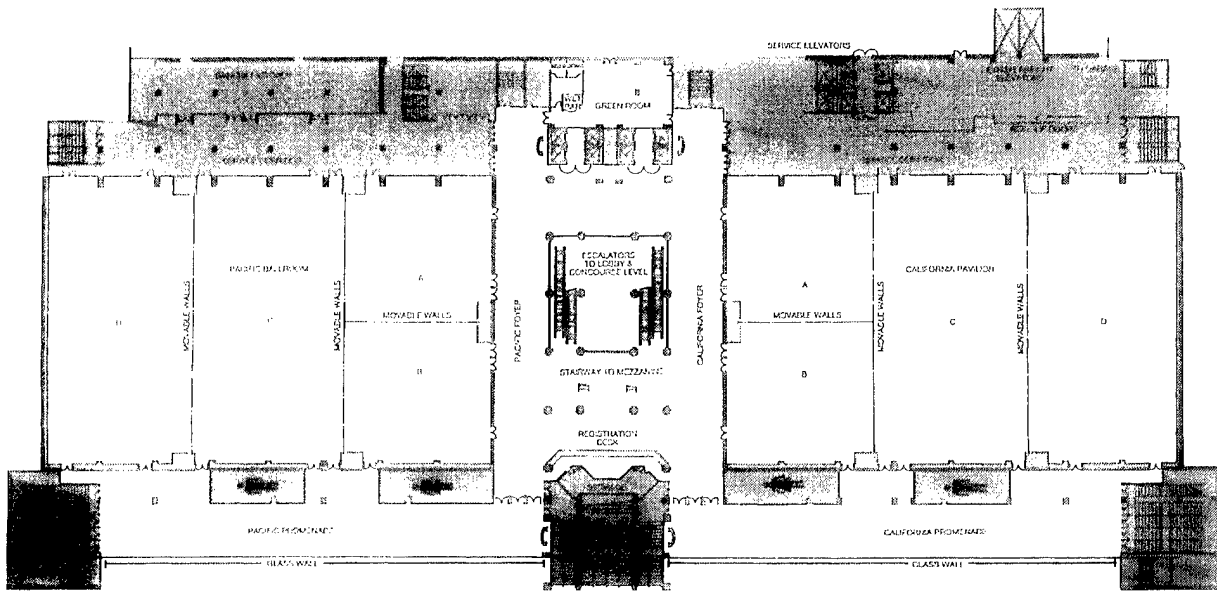 SERVICE ELEVATORS
GREEN ROOM
PACIFIC BALLROOM
A
B
C
D
MOVABLE WALLS
MOVABLE WALLS
MOVABLE WALLS
PACIFIC FOYER
ESCALATORS
TO LOBBY &
CONCOURSE LEVEL
CALIFORNIA FOYER
STAIRWAY TO MEZZANINE
REGISTRATION
DESK
CALIFORNIA PAVILION
A
B
C
D
MOVABLE WALLS
MOVABLE WALLS
MOVABLE WALLS
PACIFIC PROMENADE
CALIFORNIA PROMENADE
GLASS WALL
GLASS WALL